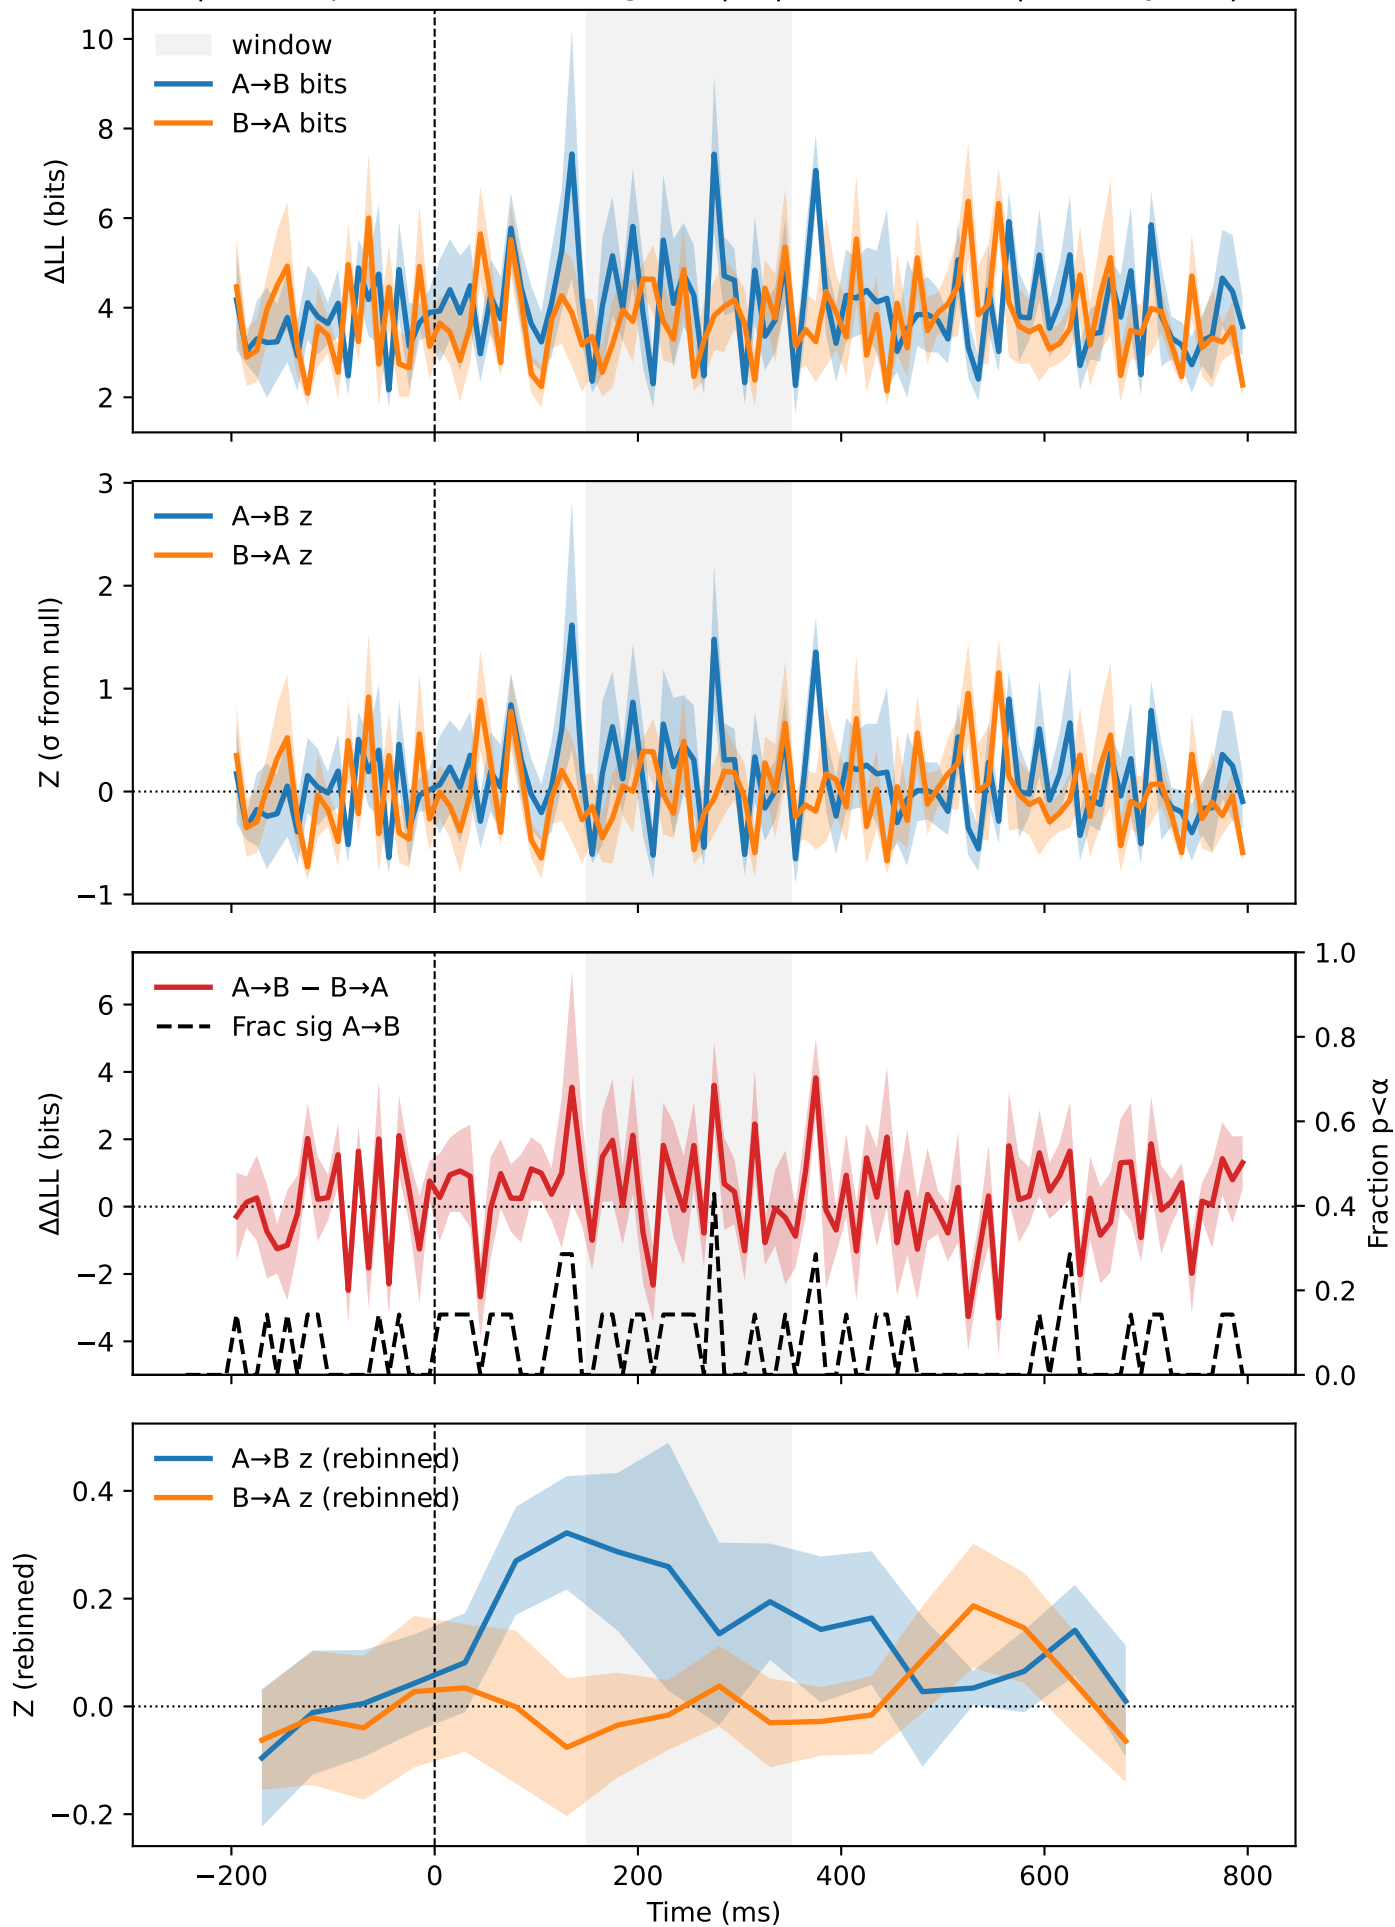 10
8
6
4
2
ΔLL (bits)
window
A→B bits
B→A bits
3
2
1
0
−1
Z (σ from null)
A→B z
B→A z
6
4
2
0
−2
−4
ΔΔLL (bits)
A→B − B→A
Frac sig A→B
1.0
0.8
0.6
0.4
0.2
0.0
Fraction p<α
0.4
0.2
0.0
−0.2
Z (rebinned)
A→B z (rebinned)
B→A z (rebinned)
−200 0 200 400 600 800
Time (ms)